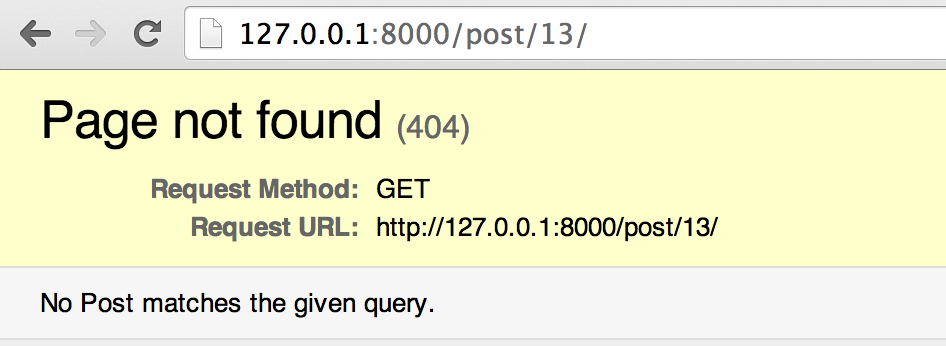 127.0.0.1:8000/post/13/
Page not found (404)
Request Method: GET
Request URL: http://127.0.0.1:8000/post/13/
No Post matches the given query.